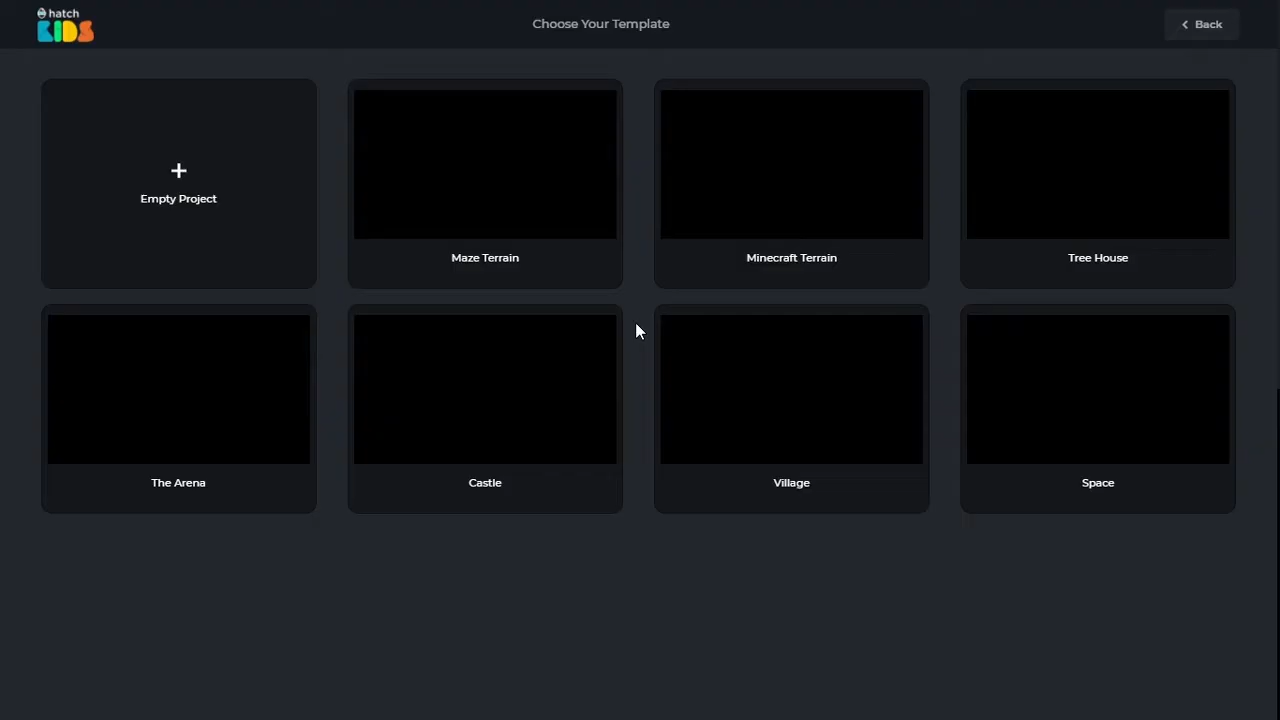 hatch
KIDS
Choose Your Template
Back
Empty Project
Maze Terrain
Minecraft Terrain
Tree House
The Arena
Castle
Village
Space